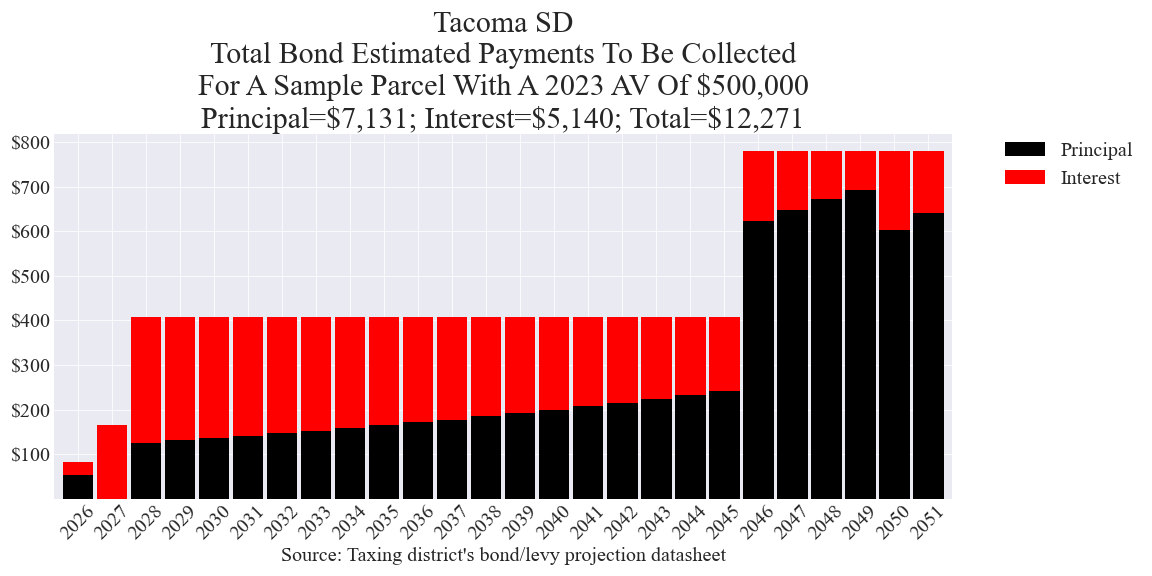 Tacoma SD
Total Bond Estimated Payments To Be Collected
For A Sample Parcel With A 2023 AV Of $500,000
Principal=$7,131; Interest=$5,140; Total=$12,271
$800
$700
$600
$500
$400
$300
$200
$100
Principal
Interest
2026 2027 2028 2029 2030 2031 2032 2033 2034 2035 2036 2037 2038 2039 2040 2041 2042 2043 2044 2045 2046 2047 2048 2049 2050 2051
Source: Taxing district's bond/levy projection datasheet